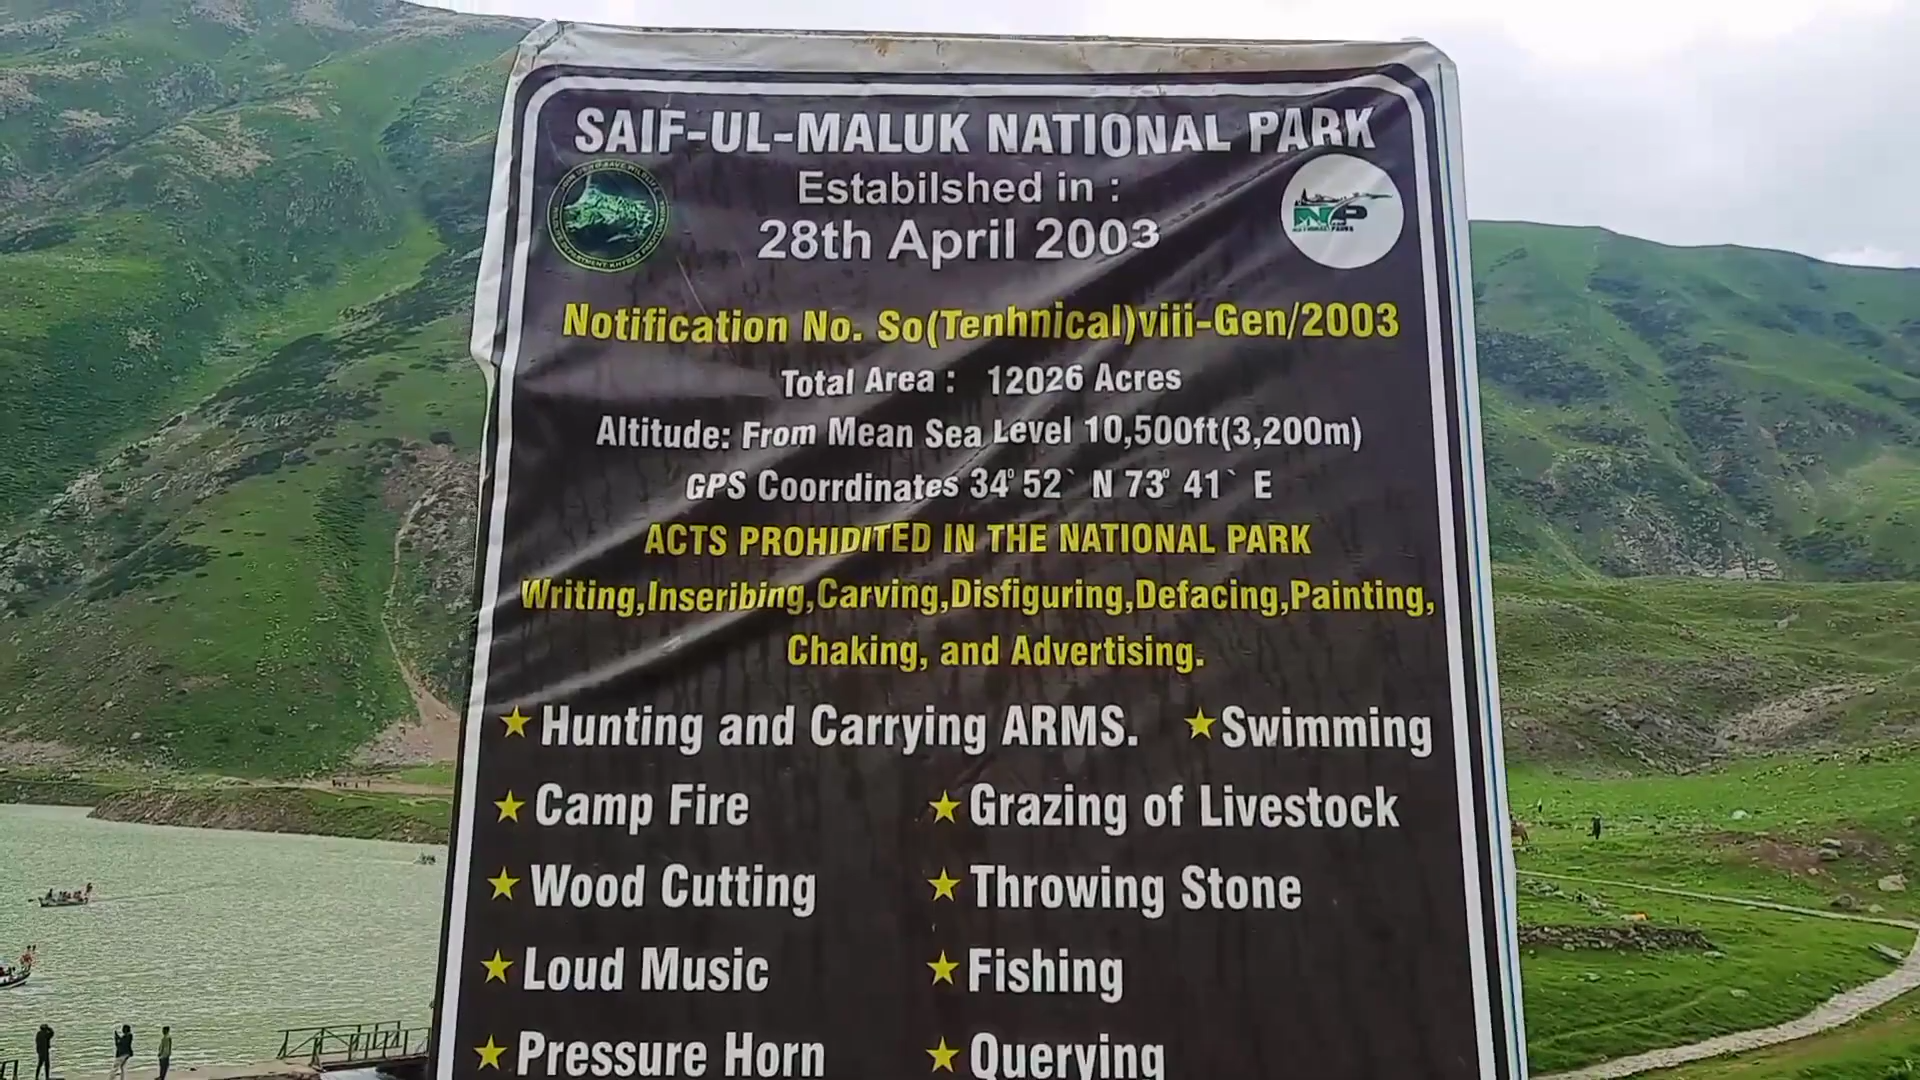 SAIF-UL-MALUK NATIONAL PARK
Estabilshed in :
28th April 2003
Notification No. So(Tenhnical)viii-Gen/2003
Total Area : 12026 Acres
Altitude: From Mean Sea Level 10,500ft(3,200m)
GPS Coorrdinates 34° 52` N 73° 41` E
ACTS PROHIDITED IN THE NATIONAL PARK
Writing,Inseribing,Carving,Disfiguring,Defacing,Painting,
Chaking, and Advertising.
★ Hunting and Carrying ARMS. ★ Swimming
★ Camp Fire ★ Grazing of Livestock
★ Wood Cutting ★ Throwing Stone
★ Loud Music ★ Fishing
★ Pressure Horn ★ Querying